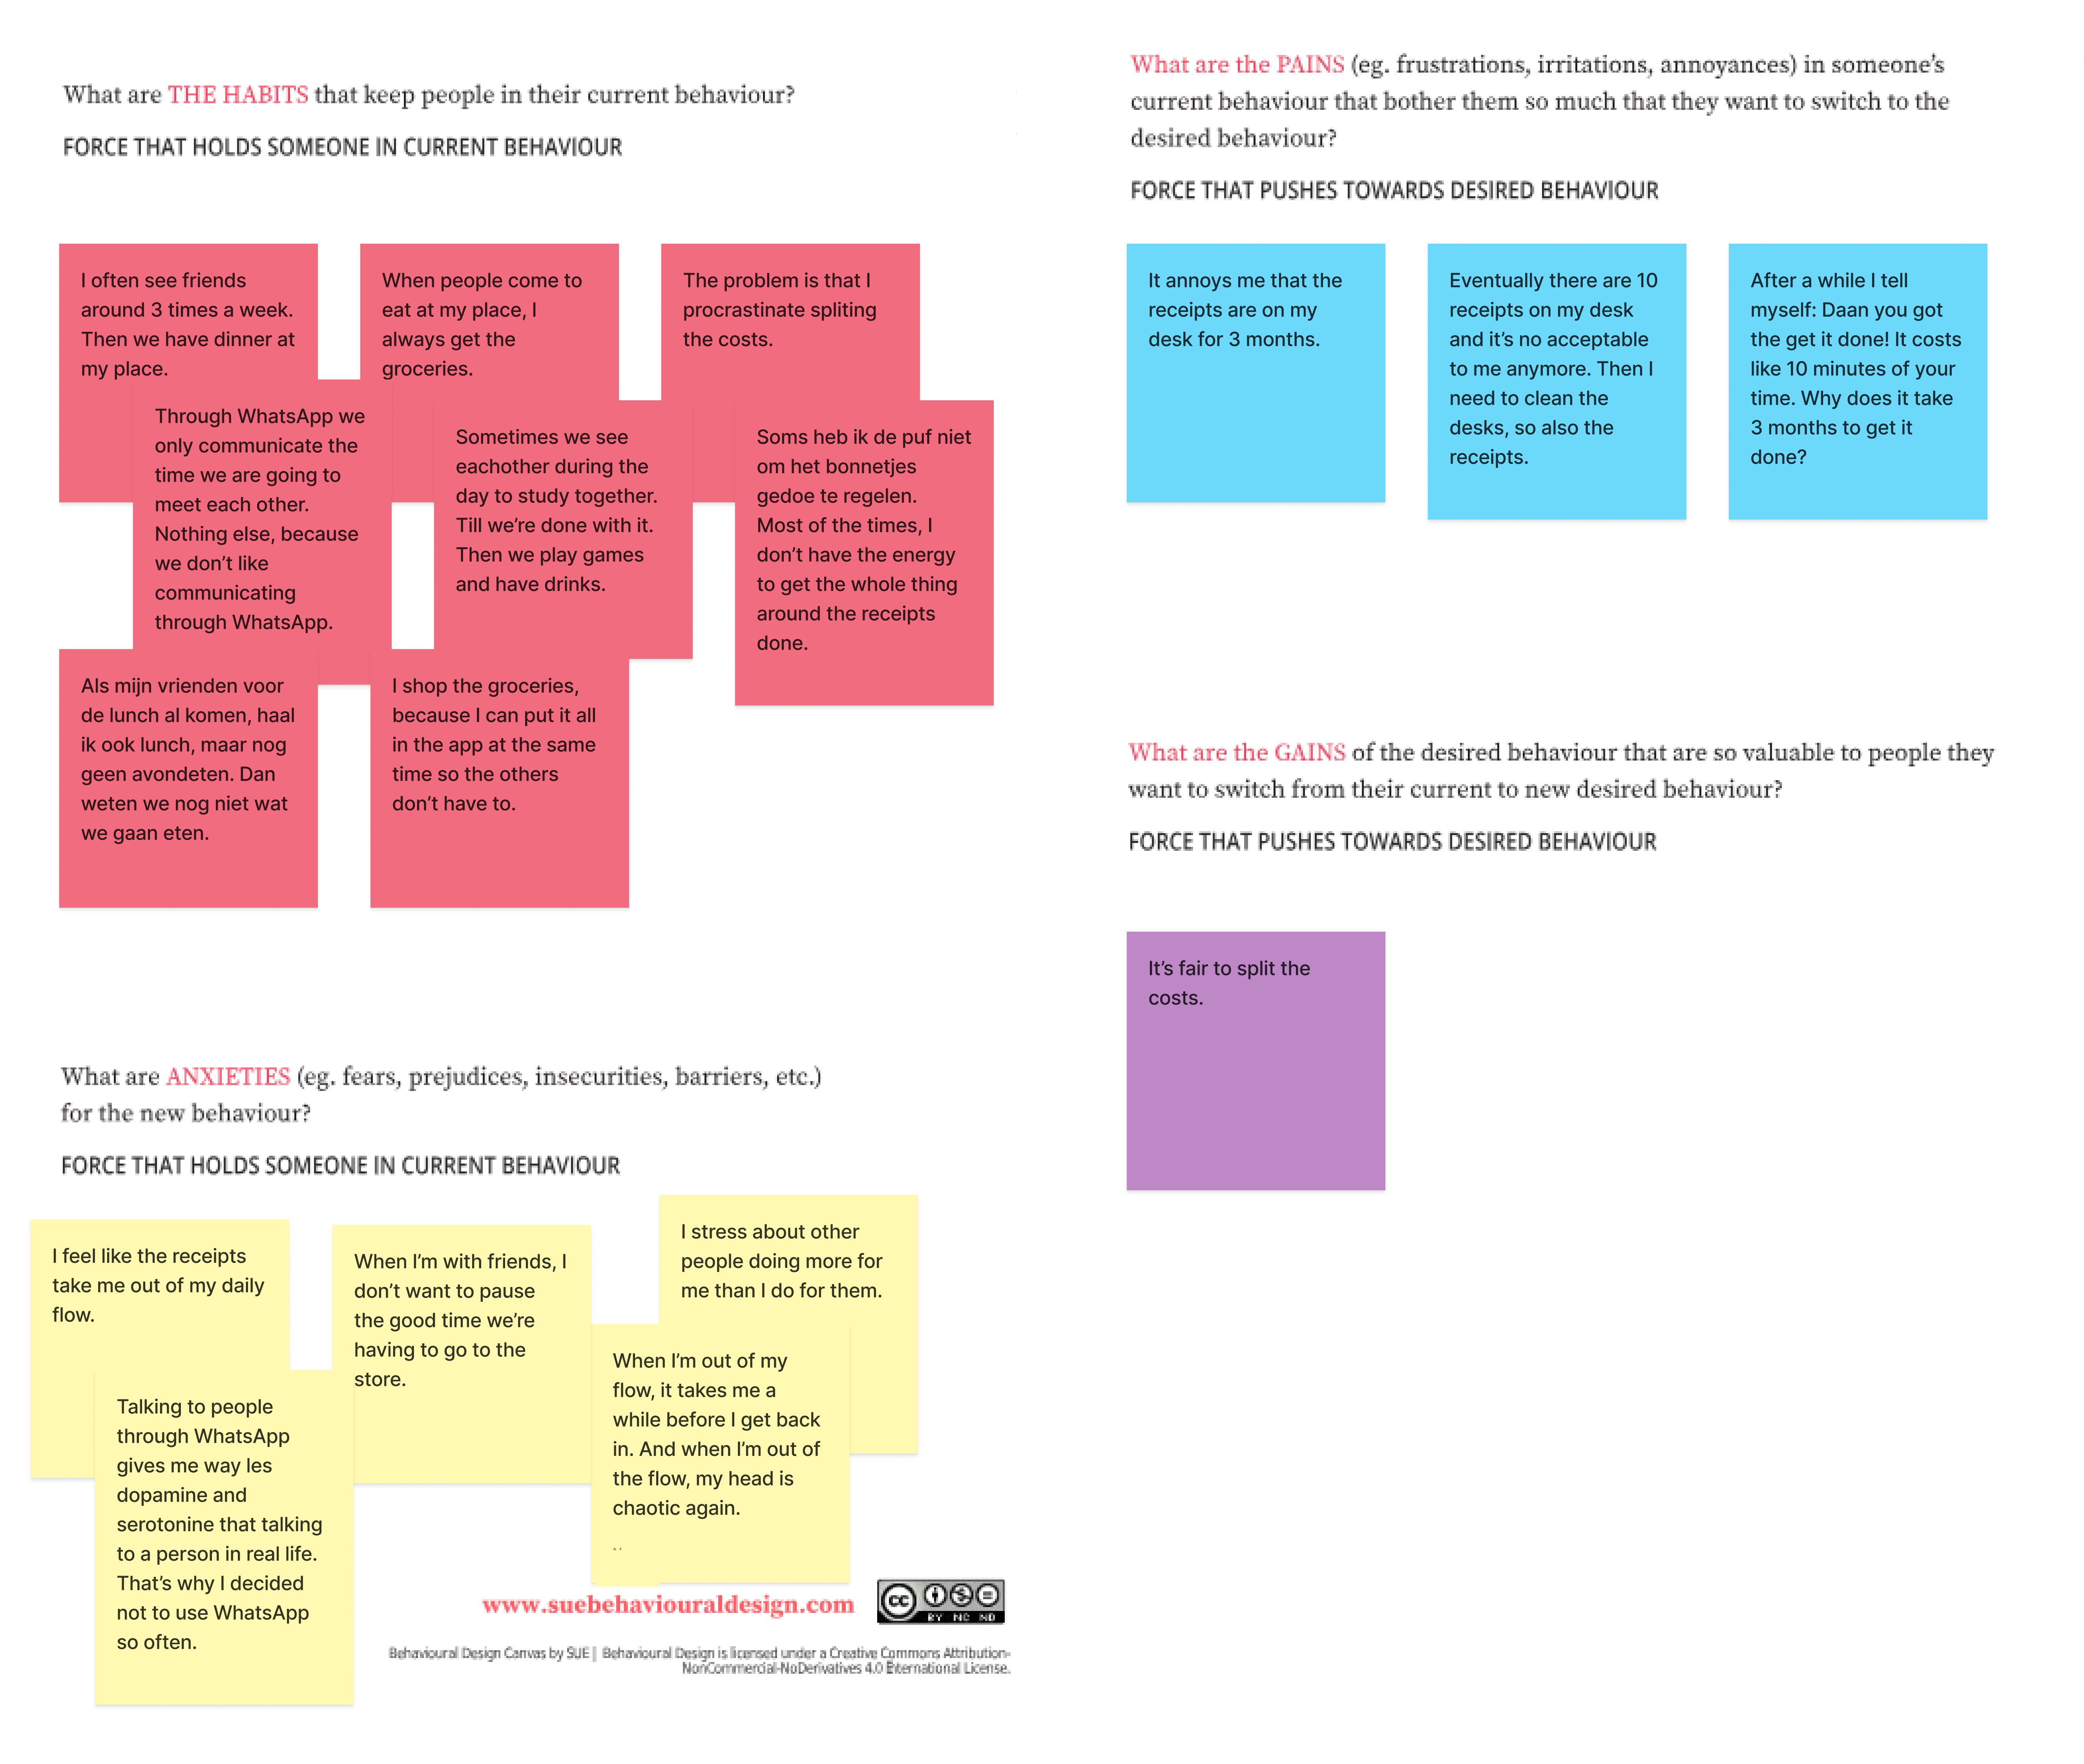 What are THE HABITS that keep people in their current behaviour?
FORCE THAT HOLDS SOMEONE IN CURRENT BEHAVIOUR
I often see friends
around 3 times a week.
Then we have dinner at
my place.
When people come to
eat at my place, I
always get the
groceries.
The problem is that I
procrastinate spliting
the costs.
Through WhatsApp we
only communicate the
time we are going to
meet each other.
Nothing else, because
we don’t like
communicating
through WhatsApp.
Sometimes we see
eachother during the
day to study together.
Till we’re done with it.
Then we play games
and have drinks.
Soms heb ik de puf niet
om het bonnetjes
gedoe te regelen.
Most of the times, I
don’t have the energy
to get the whole thing
around the receipts
done.
Als mijn vrienden voor
de lunch al komen, haal
ik ook lunch, maar nog
geen avondeten. Dan
weten we nog niet wat
we gaan eten.
I shop the groceries,
because I can put it all
in the app at the same
time so the others
don’t have to.
What are ANXIETIES (eg. fears, prejudices, insecurities, barriers, etc.)
for the new behaviour?
FORCE THAT HOLDS SOMEONE IN CURRENT BEHAVIOUR
I feel like the receipts
take me out of my daily
flow.
When I’m with friends, I
don’t want to pause
the good time we’re
having to go to the
store.
I stress about other
people doing more for
me than I do for them.
Talking to people
through WhatsApp
gives me way les
dopamine and
serotonine that talking
to a person in real life.
That’s why I decided
not to use WhatsApp
so often.
When I’m out of my
flow, it takes me a
while before I get back
in. And when I’m out of
the flow, my head is
chaotic again.
www.suebehaviouraldesign.com
cc
BY NC ND
Behavioural Design Canvas by SUE | Behavioural Design is licensed under a Creative Commons Attribution-
NonCommercial-NoDerivatives 4.0 International License.
What are the PAINS (eg. frustrations, irritations, annoyances) in someone’s
current behaviour that bother them so much that they want to switch to the
desired behaviour?
FORCE THAT PUSHES TOWARDS DESIRED BEHAVIOUR
It annoys me that the
receipts are on my
desk for 3 months.
Eventually there are 10
receipts on my desk
and it’s no acceptable
to me anymore. Then I
need to clean the
desks, so also the
receipts.
After a while I tell
myself: Daan you got
the get it done! It costs
like 10 minutes of your
time. Why does it take
3 months to get it
done?
What are the GAINS of the desired behaviour that are so valuable to people they
want to switch from their current to new desired behaviour?
FORCE THAT PUSHES TOWARDS DESIRED BEHAVIOUR
It’s fair to split the
costs.